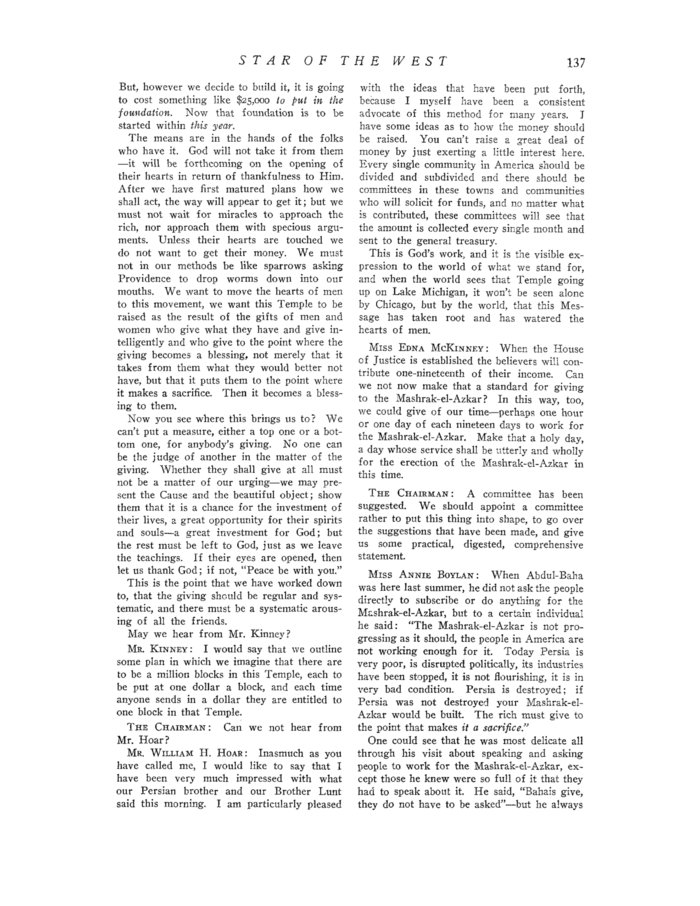 STAR OF THE WEST 137
But, however we decide to build it, it is going
to cost something like $25,000 to put in the
foundation. Now that foundation is to be
started within this year.
The means are in the hands of the folks
who have it. God will not take it from them
—it will be forthcoming on the opening of
their hearts in return of thankfulness to Him.
After we have first matured plans how we
shall act, the way will appear to get it; but we
must not wait for miracles to approach the
rich, nor approach them with specious argu-
ments. Unless their hearts are touched we
do not want to get their money. We must
not in our methods be like sparrows asking
Providence to drop worms down into our
mouths. We want to move the hearts of men
to this movement, we want this Temple to be
raised as the result of the gifts of men and
women who give what they have and give in-
telligently and who give to the point where the
giving becomes a blessing, not merely that it
takes from them what they would better not
have, but that it puts them to the point where
it makes a sacrifice. Then it becomes a bless-
ing to them.
Now you see where this brings us to? We
can't put a measure, either a top one or a bot-
tom one, for anybody's giving. No one can
be the judge of another in the matter of the
giving. Whether they shall give at all must
not be a matter of our urging—we may pre-
sent the Cause and the beautiful object; show
them that it is a chance for the investment of
their lives, a great opportunity for their spirits
and souls—a great investment for God; but
the rest must be left to God, just as we leave
the teachings. If their eyes are opened, then
let us thank God; if not, "Peace be with you."
This is the point that we have worked down
to, that the giving should be regular and sys-
tematic, and there must be a systematic arous-
ing of all the friends.
May we hear from Mr. Kinney?
MR. KINNEY: I would say that we outline
some plan in which we imagine that there are
to be a million blocks in this Temple, each to
be put at one dollar a block, and each time
anyone sends in a dollar they are entitled to
one block in that Temple.
THE CHAIRMAN: Can we not hear from
Mr. Hoar?
MR. WILLIAM H. HOAR: Inasmuch as you
have called me, I would like to say that I
have been very much impressed with what
our Persian brother and our Brother Lunt
said this morning. I am particularly pleased
with the ideas that have been put forth,
because I myself have been a consistent
advocate of this method for many years. I
have some ideas as to how the money should
be raised. You can't raise a great deal of
money by just exerting a little interest here.
Every single community in America should be
divided and subdivided and there should be
committees in these towns and communities
who will solicit for funds, and no matter what
is contributed, these committees will see that
the amount is collected every single month and
sent to the general treasury.
This is God's work, and it is the visible ex-
pression to the world of what we stand for,
and when the world sees that Temple going
up on Lake Michigan, it won't be seen alone
by Chicago, but by the world, that this Mes-
sage has taken root and has watered the
hearts of men.
MISS EDNA MCKINNEY: When the House
of Justice is established the believers will con-
tribute one-nineteenth of their income. Can
we not now make that a standard for giving
to the Mashrak-el-Azkar? In this way, too,
we could give of our time—perhaps one hour
or one day of each nineteen days to work for
the Mashrak-el-Azkar. Make that a holy day,
a day whose service shall be utterly and wholly
for the erection of the Mashrak-el-Azkar in
this time.
THE CHAIRMAN: A committee has been
suggested. We should appoint a committee
rather to put this thing into shape, to go over
the suggestions that have been made, and give
us some practical, digested, comprehensive
statement.
MISS ANNIE BOYLAN: When Abdul-Baha
was here last summer, he did not ask the people
directly to subscribe or do anything for the
Mashrak-el-Azkar, but to a certain individual
he said: "The Mashrak-el-Azkar is not pro-
gressing as it should, the people in America are
not working enough for it. Today Persia is
very poor, is disrupted politically, its industries
have been stopped, it is not flourishing, it is in
very bad condition. Persia is destroyed; if
Persia was not destroyed your Mashrak-el-
Azkar would be built. The rich must give to
the point that makes it a sacrifice."
One could see that he was most delicate all
through his visit about speaking and asking
people to work for the Mashrak-el-Azkar, ex-
cept those he knew were so full of it that they
had to speak about it. He said, "Bahais give,
they do not have to be asked"—but he always